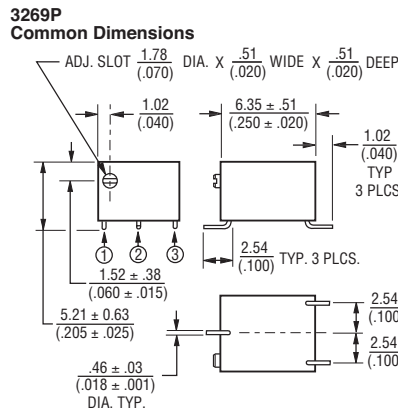 3269P
Common Dimensions
ADJ. SLOT 1.78 (.070) DIA. X .51 (.020) WIDE X .51 (.020) DEEP
1.02
(.040)
6.35 ± .51
(.250 ± .020)
1.02
(.040)
TYP
3 PLCS
1 2 3
2.54
(.100) TYP. 3 PLCS.
1.52 ± .38
(.060 ± .015)
5.21 ± 0.63
(.205 ± .025)
2.54
(.100
2.54
(.100
.46 ± .03
(.018 ± .001)
DIA. TYP.